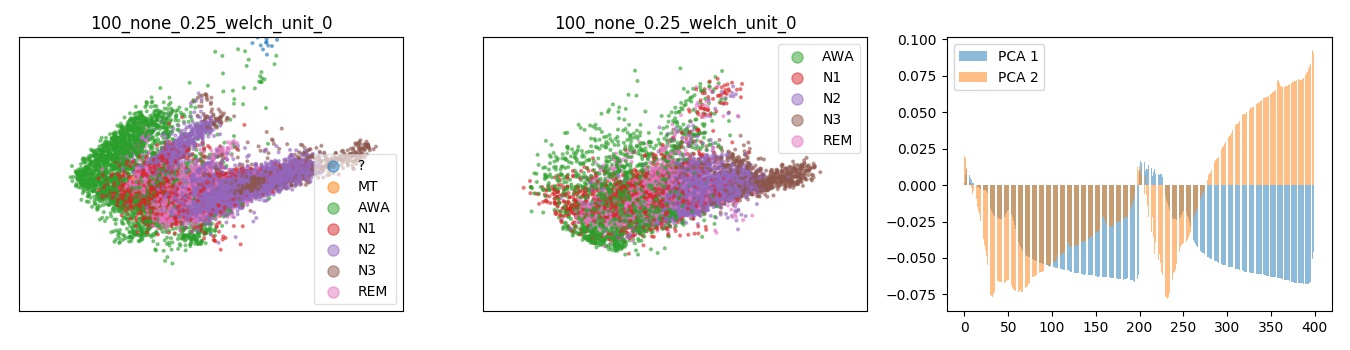 100_none_0.25_welch_unit_0
?
MT
AWA
N1
N2
N3
REM
100_none_0.25_welch_unit_0
AWA
N1
N2
N3
REM
PCA 1
PCA 2
0.100
0.075
0.050
0.025
0.000
−0.025
−0.050
−0.075
0 50 100 150 200 250 300 350 400